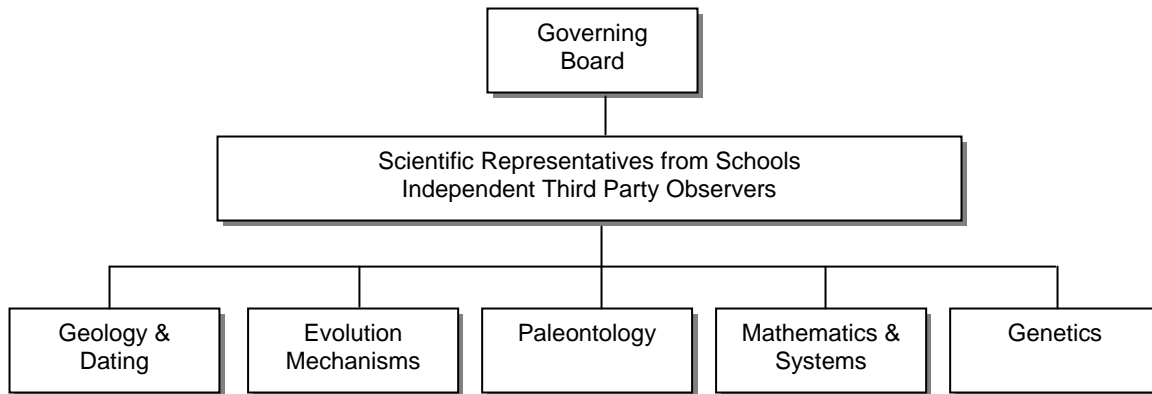 Governing
Board
Scientific Representatives from Schools
Independent Third Party Observers
Geology &
Dating
Evolution
Mechanisms
Paleontology
Mathematics &
Systems
Genetics